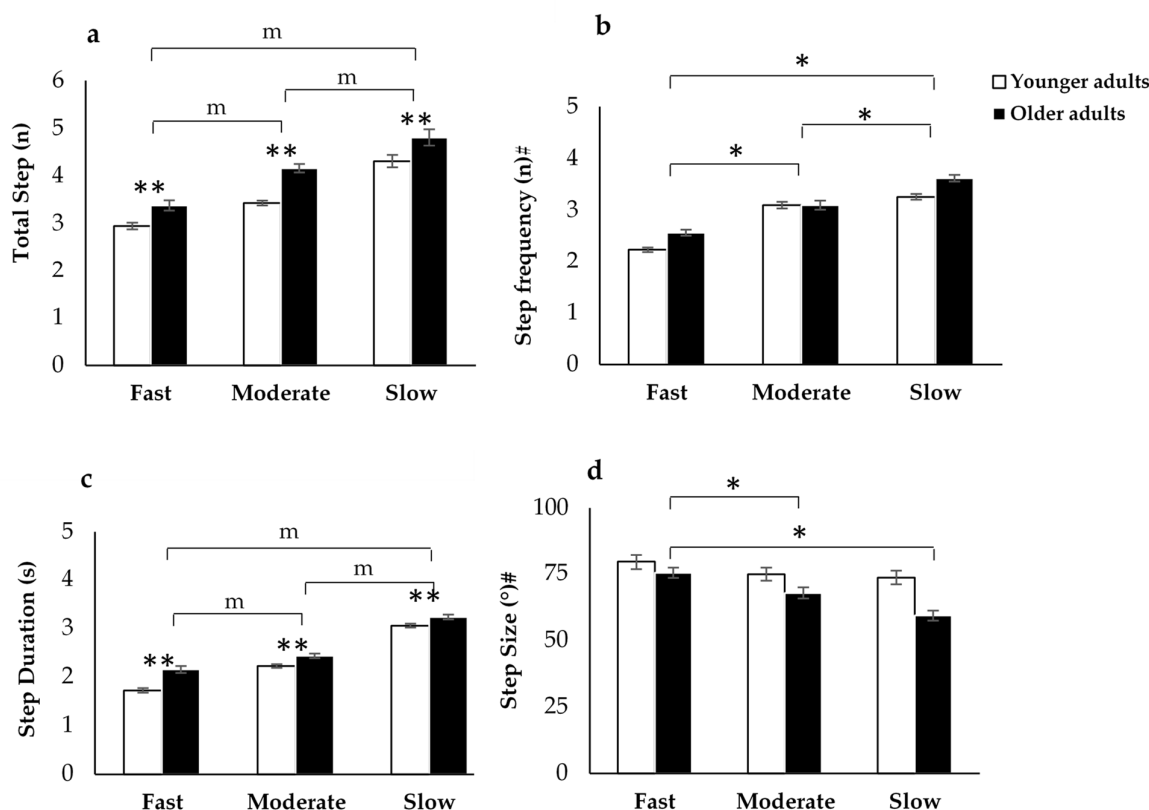 a
m
m
m
Total Step (n)
6
5
4
3
2
1
0
**
**
**
Fast Moderate Slow
b
*
*
*
Younger adults
Older adults
Step frequency (n)#
5
4
3
2
1
0
Fast Moderate Slow
c
m
m
m
Step Duration (s)
5
4
3
2
1
0
**
**
**
Fast Moderate Slow
d
*
*
Step Size (°)#
100
75
50
25
0
Fast Moderate Slow